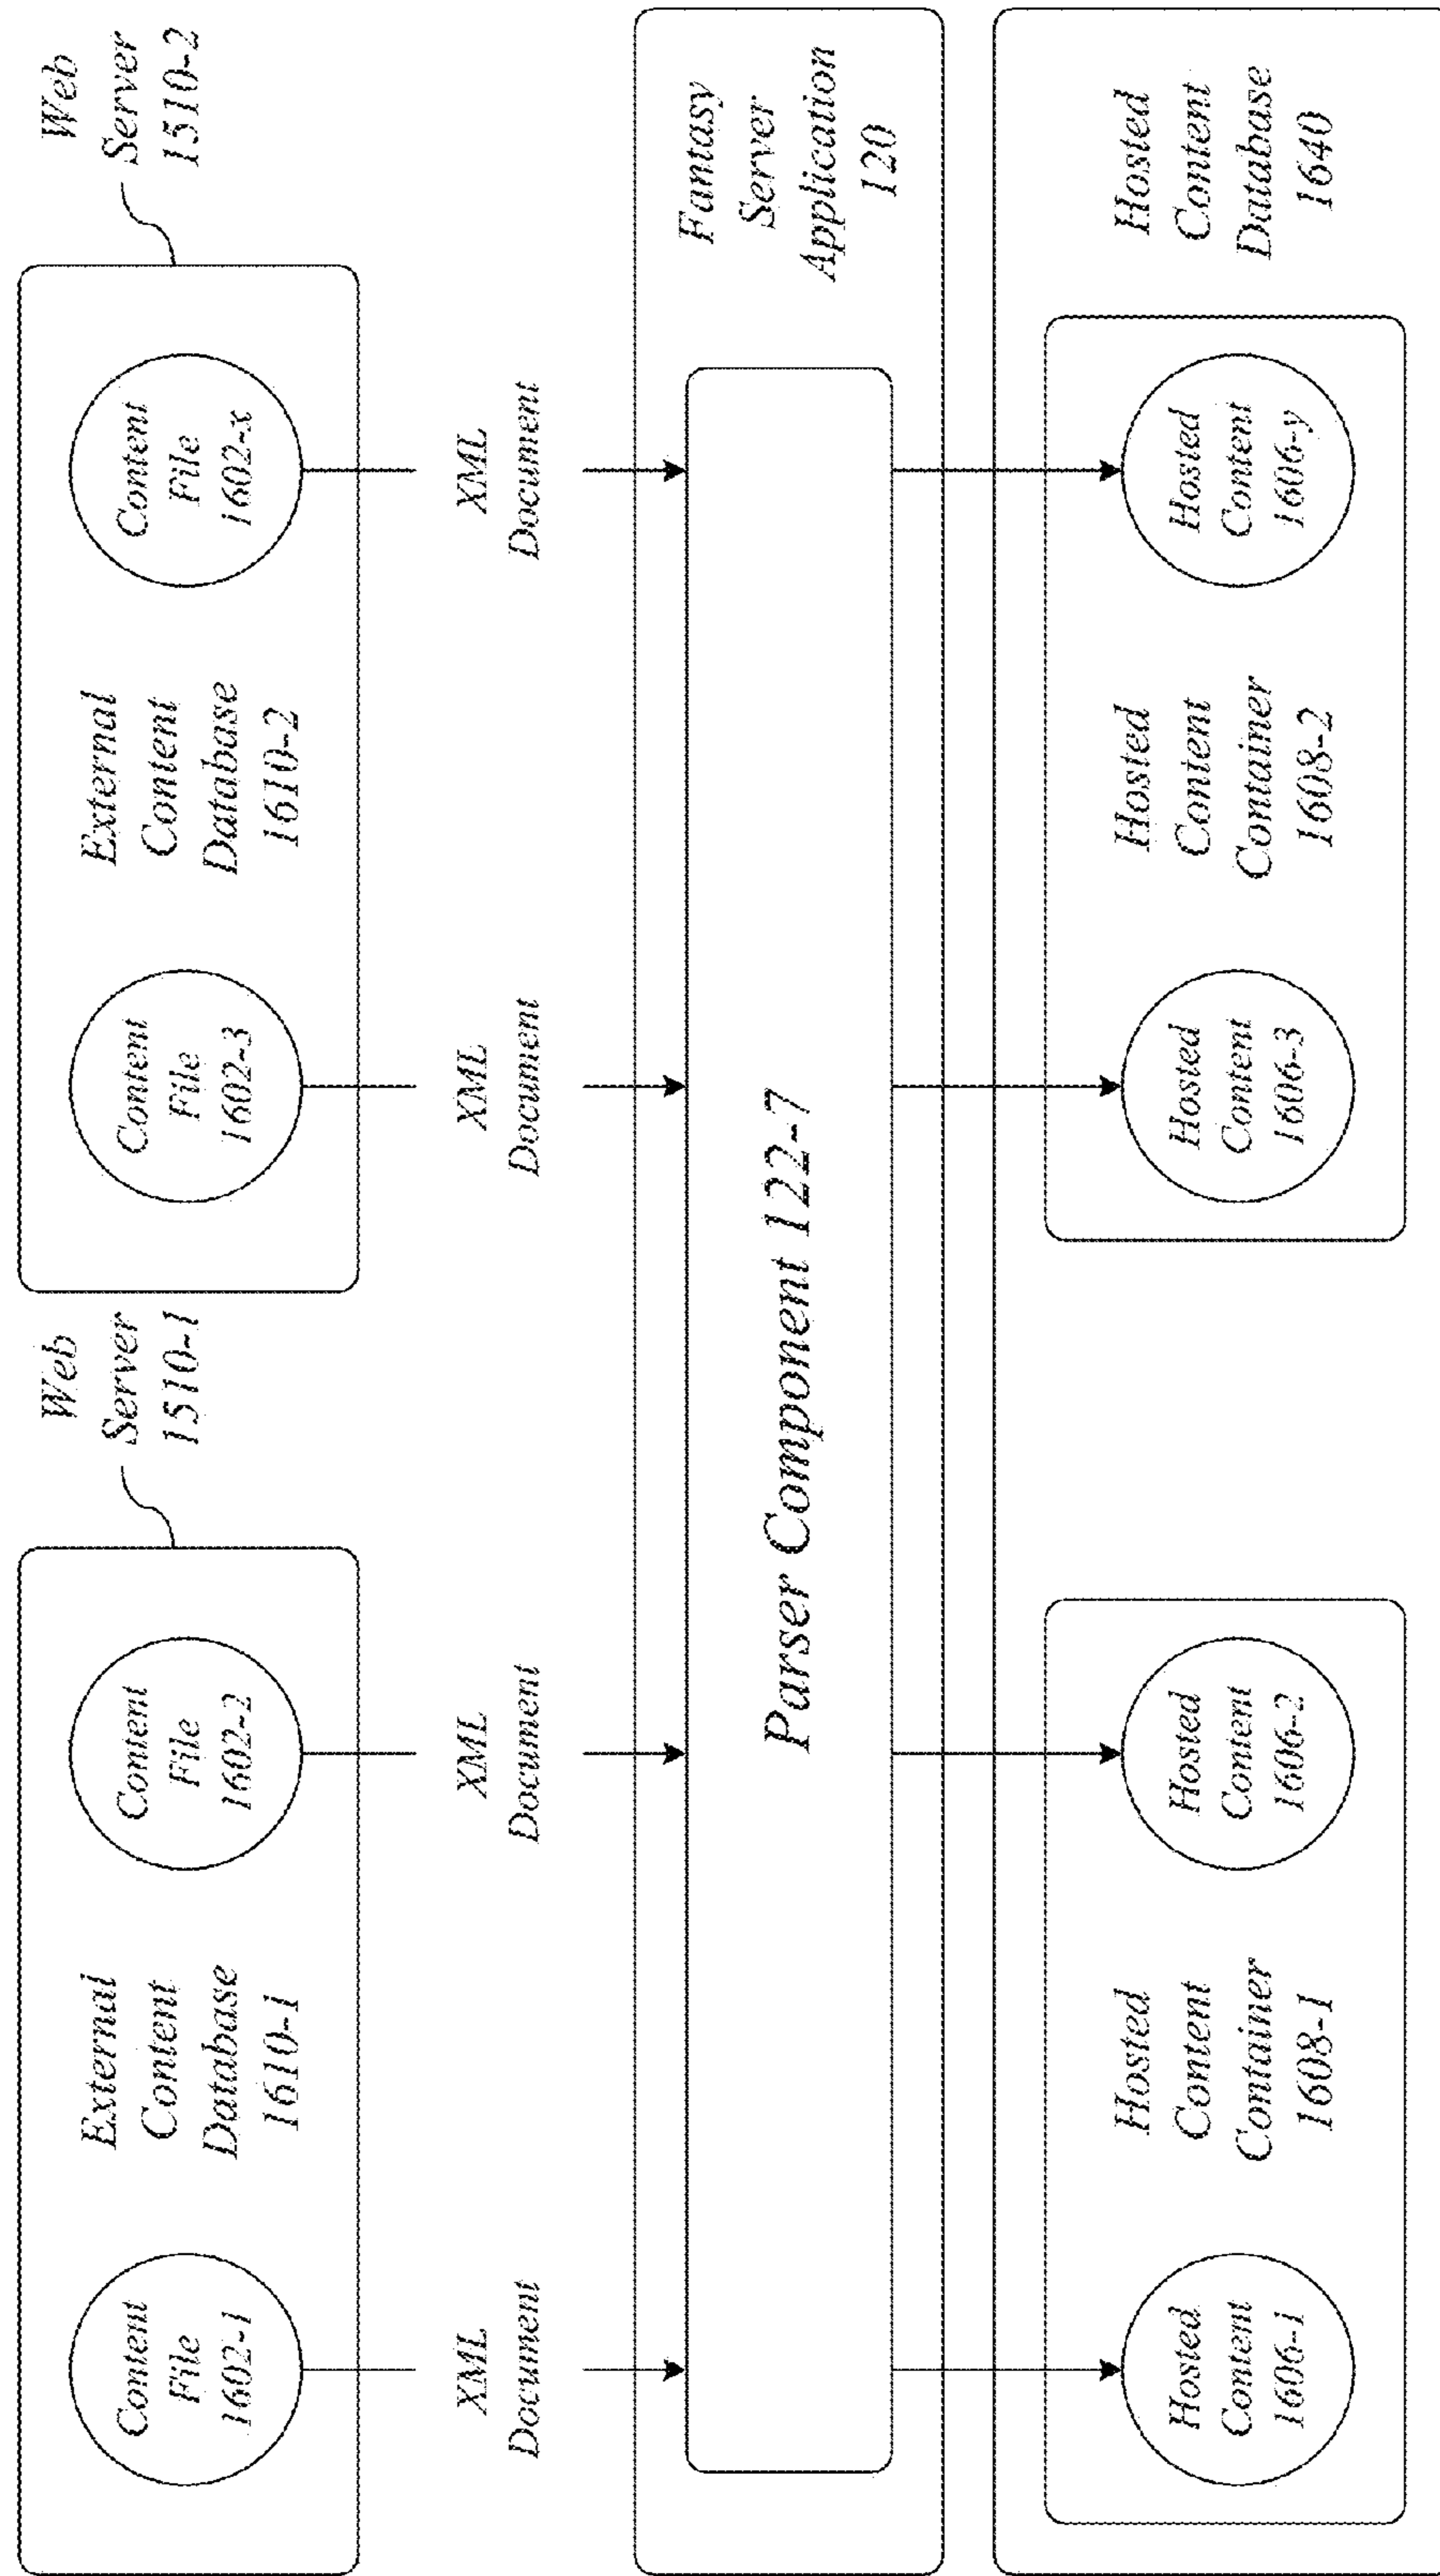 Content
File
1602-1
External
Content
Database
1610-1
Content
File
1602-2
Web
Server
1510-1
Content
File
1602-3
External
Content
Database
1610-2
Content
File
1602-x
Web
Server
1510-2
XML
Document
XML
Document
XML
Document
XML
Document
Parser Component 122-7
Fantasy
Server
Application
120
Hosted
Content
1606-1
Hosted
Content
Container
1608-1
Hosted
Content
1606-2
Hosted
Content
1606-3
Hosted
Content
Container
1608-2
Hosted
Content
1606-y
Hosted
Content
Database
1640